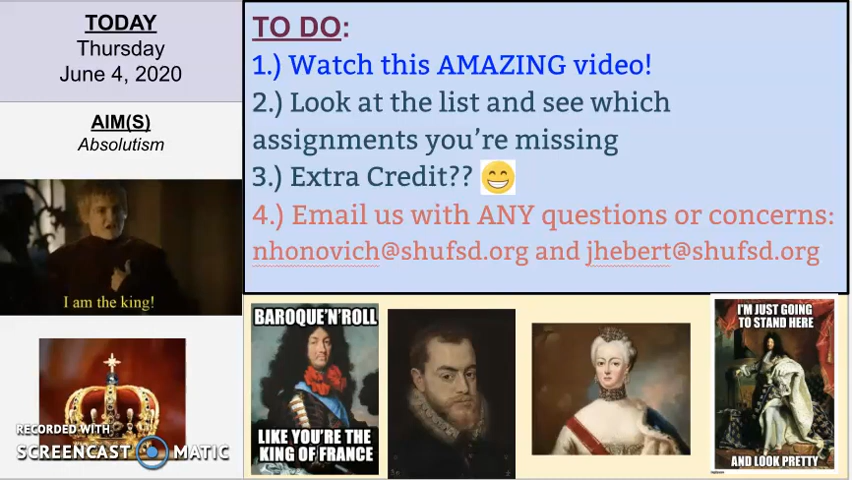 TODAY
Thursday
June 4, 2020
AIM(S)
Absolutism
I am the king!
RECORDED WITH
SCREENCAST MATIC
TO DO:
1.) Watch this AMAZING video!
2.) Look at the list and see which
assignments you're missing
3.) Extra Credit??
4.) Email us with ANY questions or concerns:
nhonovich@shufsd.org and jhebert@shufsd.org
BAROQUE'N'ROLL
LIKE YOU'RE THE
KING OF FRANCE
I'M JUST GOING
TO STAND HERE
AND LOOK PRETTY